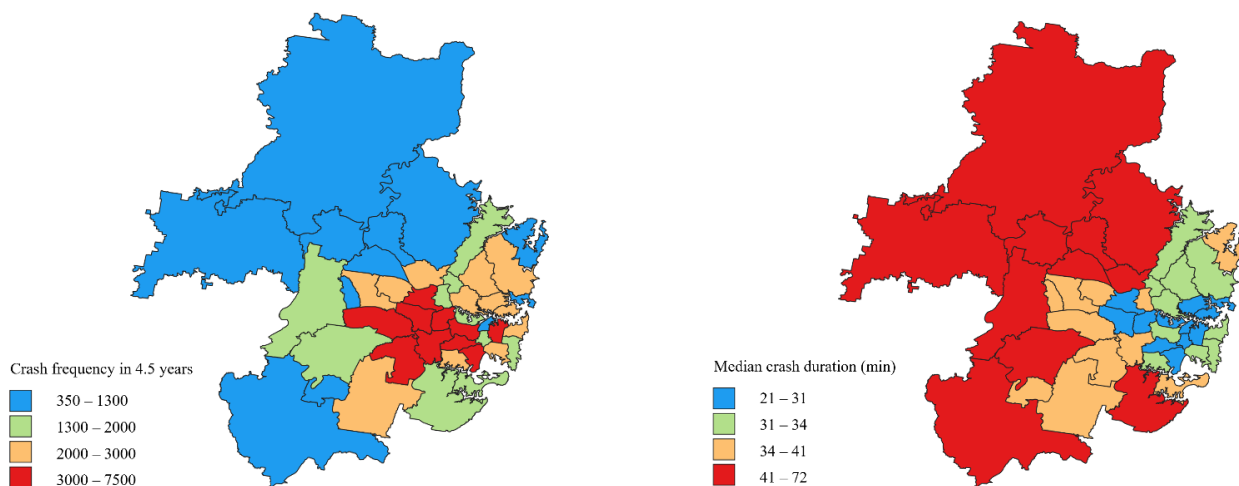 Crash frequency in 4.5 years
350 – 1300
1300 – 2000
2000 – 3000
3000 – 7500
Median crash duration (min)
21 – 31
31 – 34
34 – 41
41 – 72